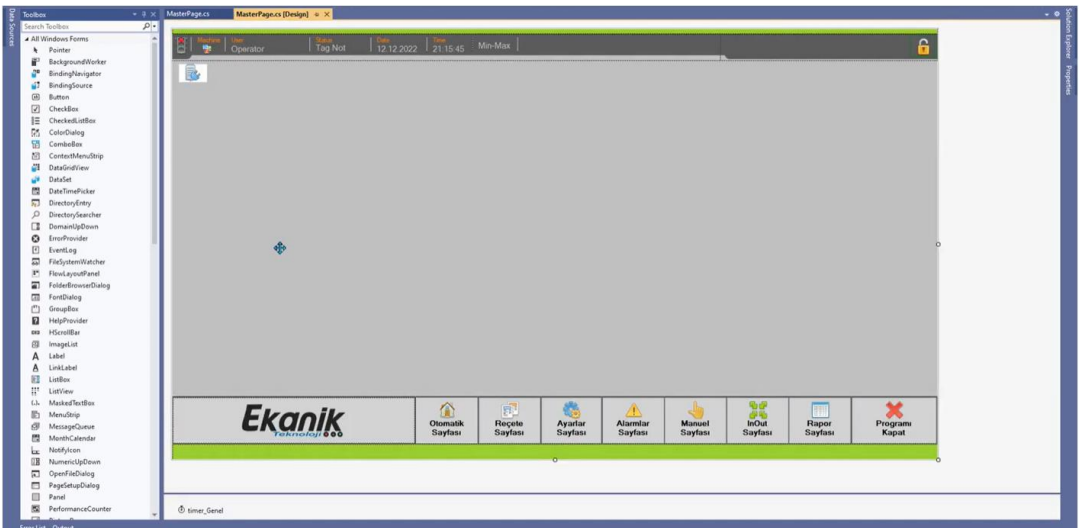 Data Sources
Toolbox
Search Toolbox
All Windows Forms
Pointer
BackgroundWorker
BindingNavigator
BindingSource
Button
CheckBox
CheckedListBox
ColorDialog
ComboBox
ContextMenuStrip
DataGridView
DataSet
DateTimePicker
DirectoryEntry
DirectorySearcher
DomainUpDown
ErrorProvider
EventLog
FileSystemWatcher
FlowLayoutPanel
FolderBrowserDialog
FontDialog
GroupBox
HelpProvider
HScrollBar
ImageList
Label
LinkLabel
ListBox
ListView
MaskedTextBox
MenuStrip
MessageQueue
MonthCalendar
NotifyIcon
NumericUpDown
OpenFileDialog
PageSetupDialog
Panel
PerformanceCounter
Error List Output
MasterPage.cs MasterPage.cs [Design]
Machine User Status Date Time
Operator Tag Not 12.12.2022 21:15:45 Min-Max
Ekanik
Teknoloji
Otomatik
Sayfası
Reçete
Sayfası
Ayarlar
Sayfası
Alarmlar
Sayfası
Manuel
Sayfası
InOut
Sayfası
Rapor
Sayfası
Programı
Kapat
timer_Genel
Solution Explorer
Properties